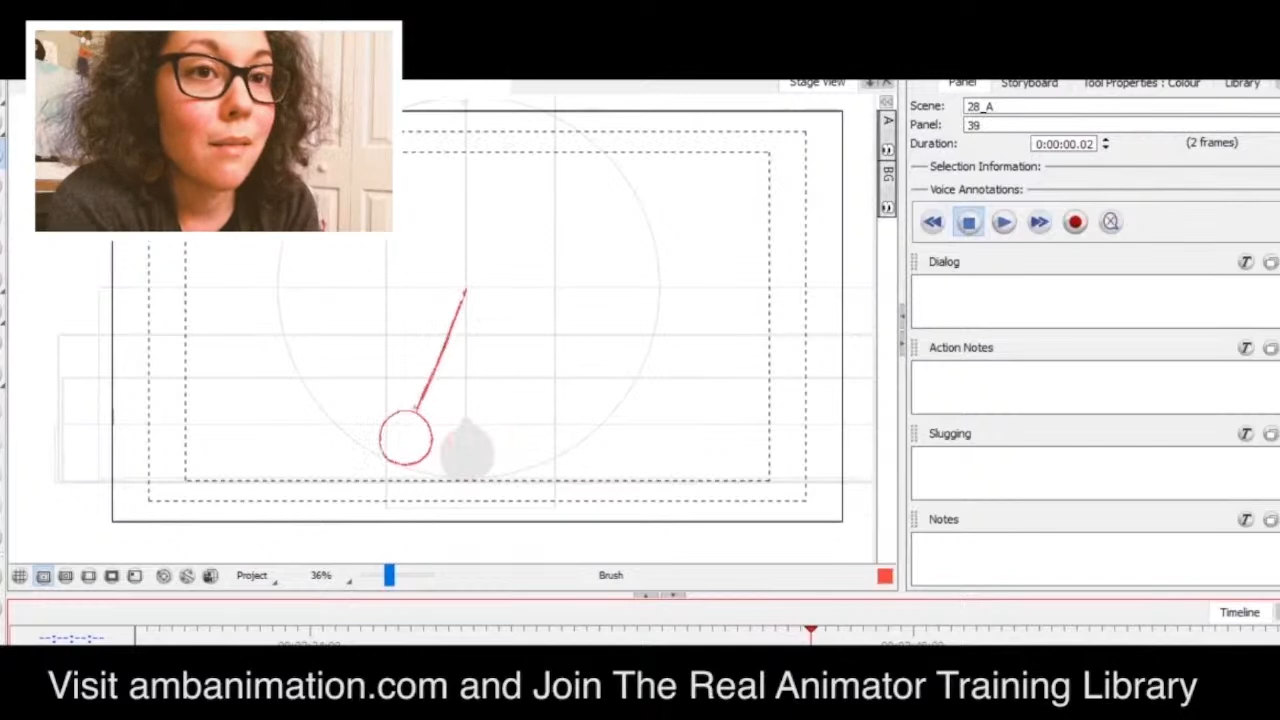 Stage View
A
BG
Panel Storyboard Tool Properties : Colour Library
Scene: 28_A
Panel: 39
Duration: 0:00:00.02 (2 frames)
Selection Information:
Voice Annotations:
Dialog
Action Notes
Slugging
Notes
Project 36% Brush
Timeline
--:--:--:--
Visit ambanimation.com and Join The Real Animator Training Library